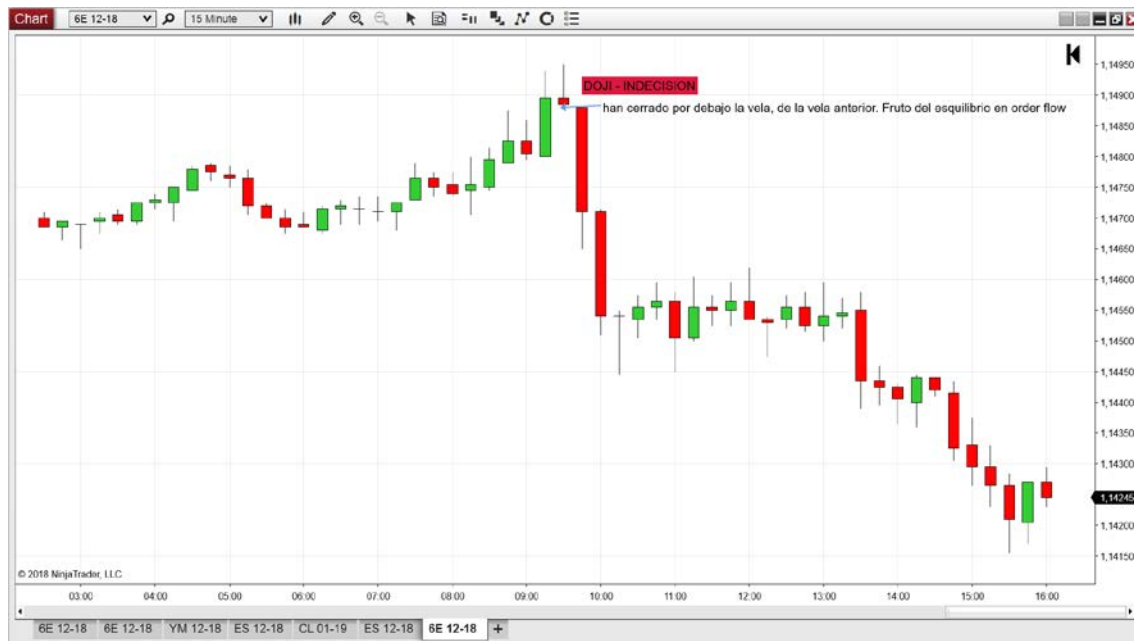 Chart 6E 12-18 15 Minute
1,14950
DOJI - INDECISION
1,14900
han cerrado por debajo la vela, de la vela anterior. Fruto del esquilibrio en order flow
1,14850
1,14800
1,14750
1,14700
1,14650
1,14600
1,14550
1,14500
1,14450
1,14400
1,14350
1,14300
1,14245
1,14200
1,14150
© 2018 NinjaTrader, LLC
03:00 04:00 05:00 06:00 07:00 08:00 09:00 10:00 11:00 12:00 13:00 14:00 15:00 16:00
6E 12-18 6E 12-18 YM 12-18 ES 12-18 CL 01-19 ES 12-18 6E 12-18 +